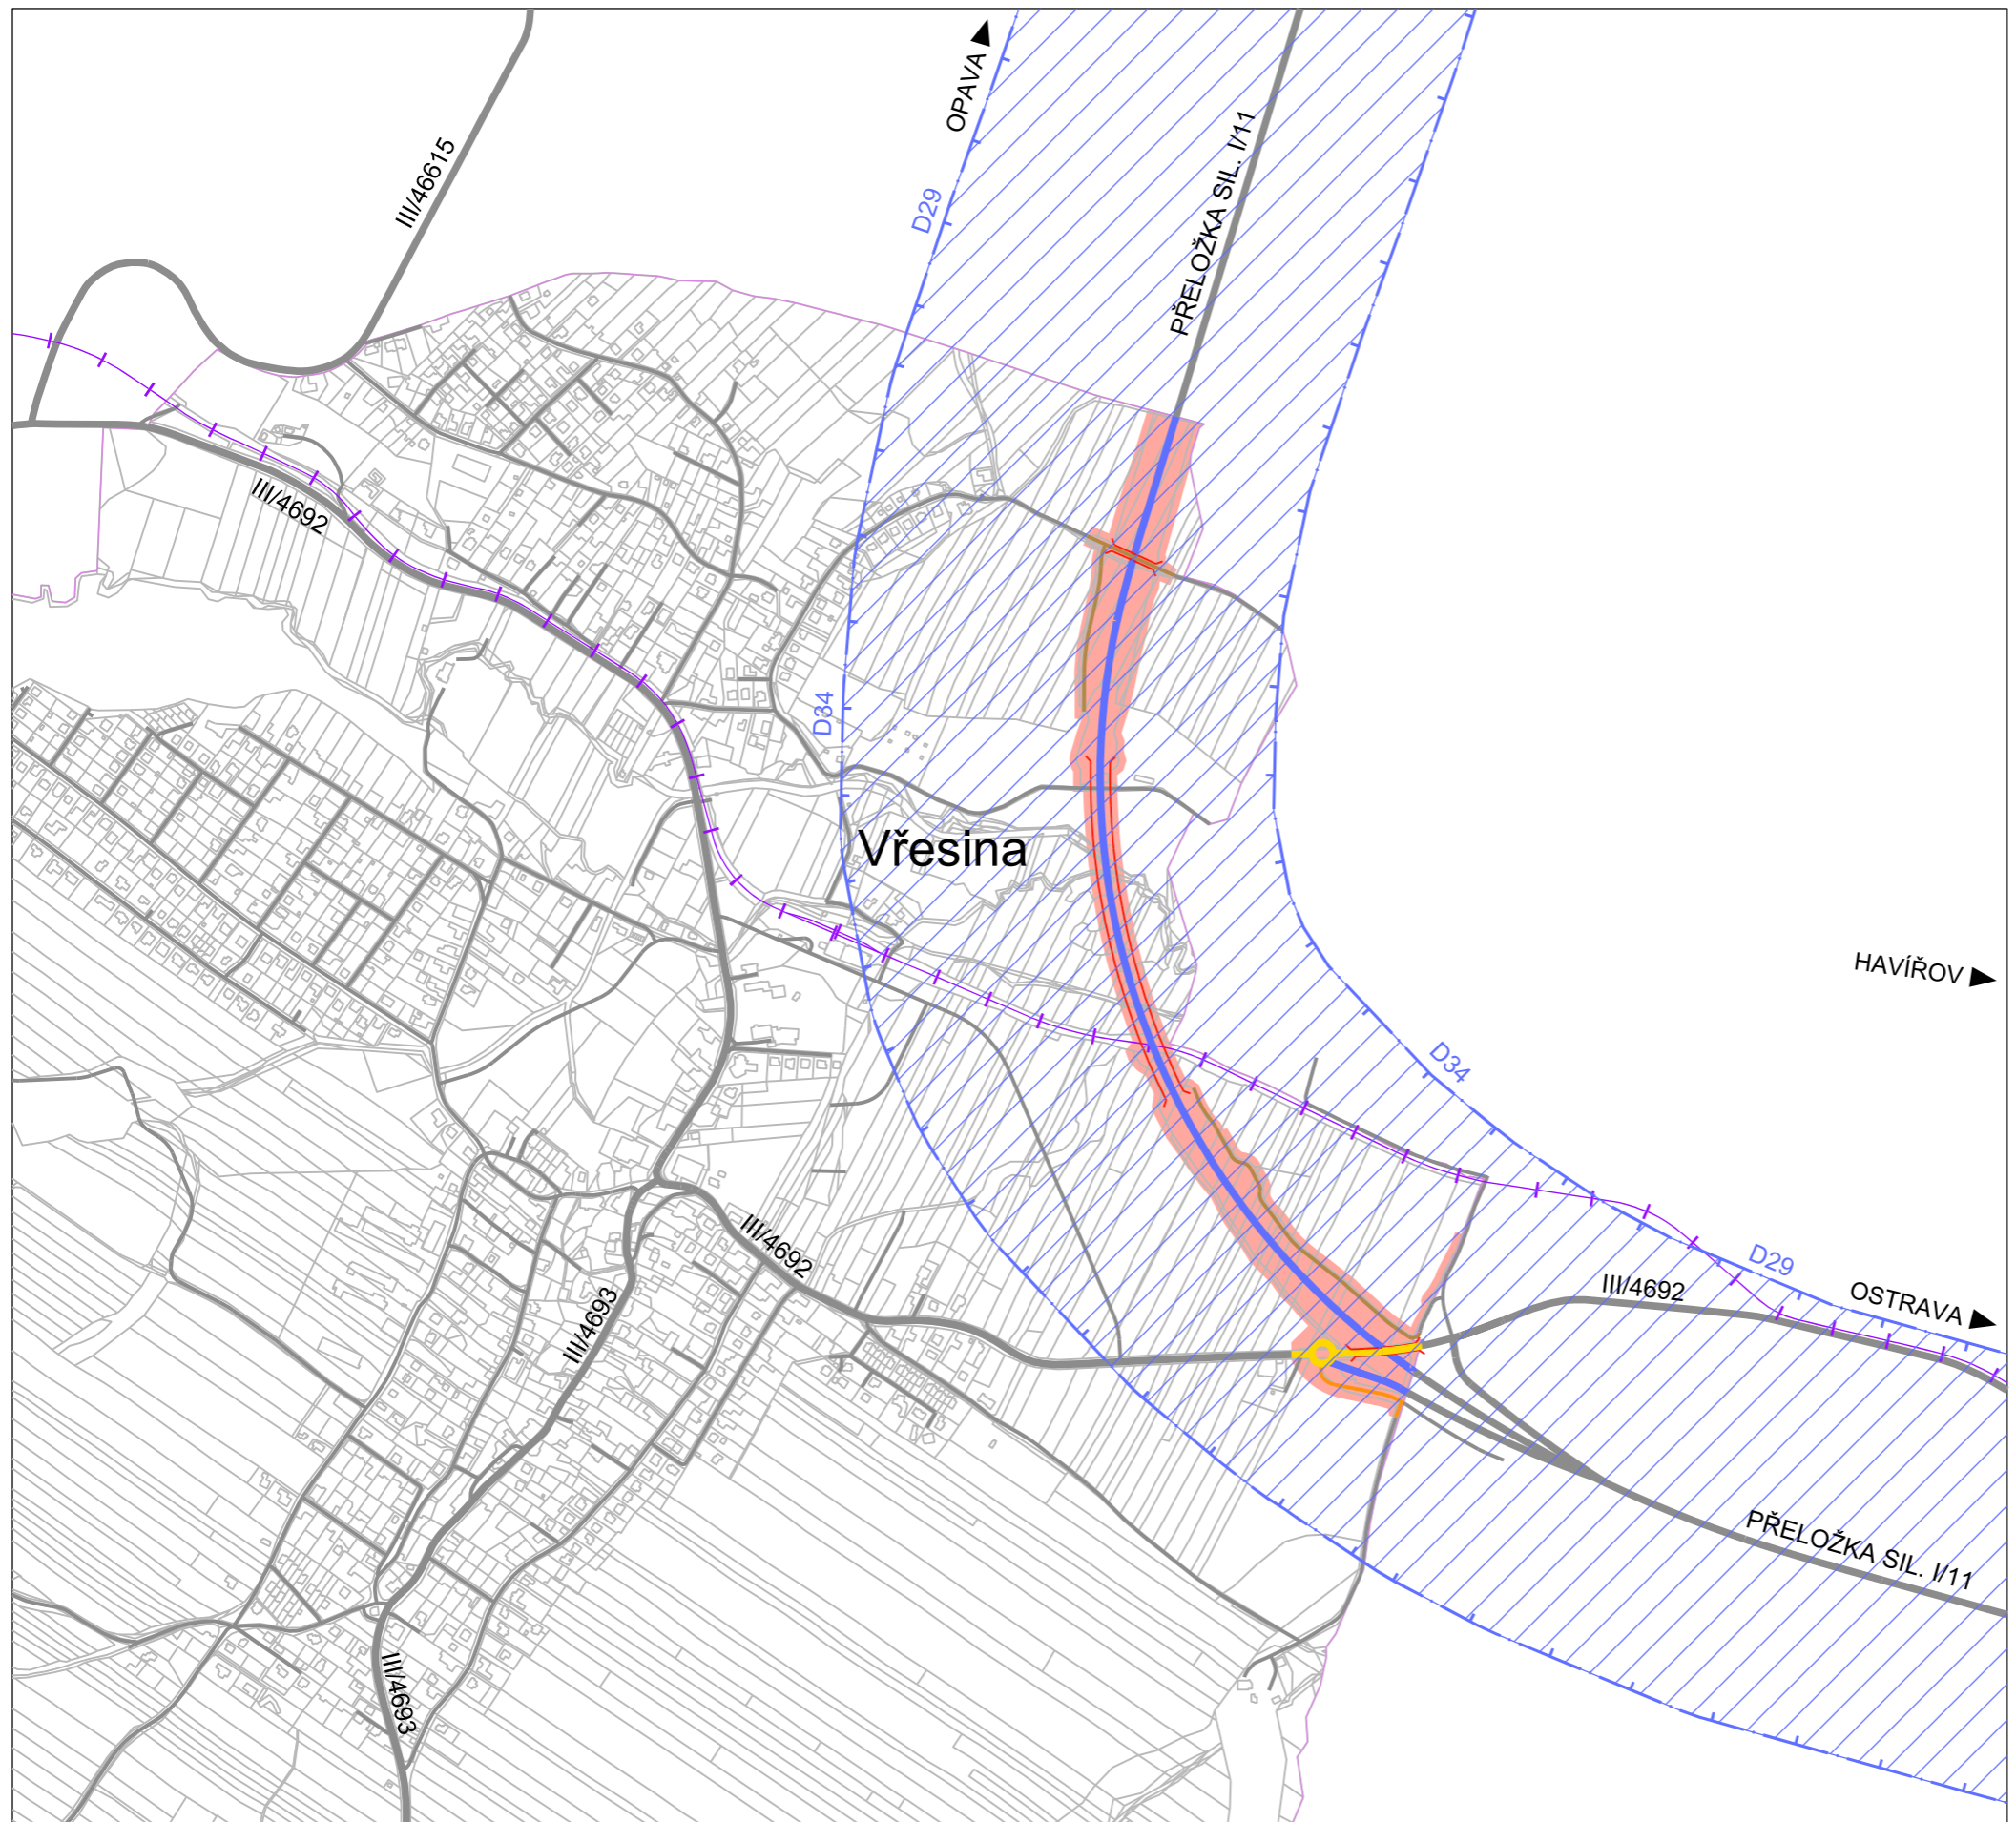 OPAVA
III/46615
PŘELOŽKA SIL. I/11
D29
III/4692
D34
Vřesina
HAVÍŘOV
D34
III/4692
D29
III/4692
OSTRAVA
III/4693
PŘELOŽKA SIL. I/11
III/4693